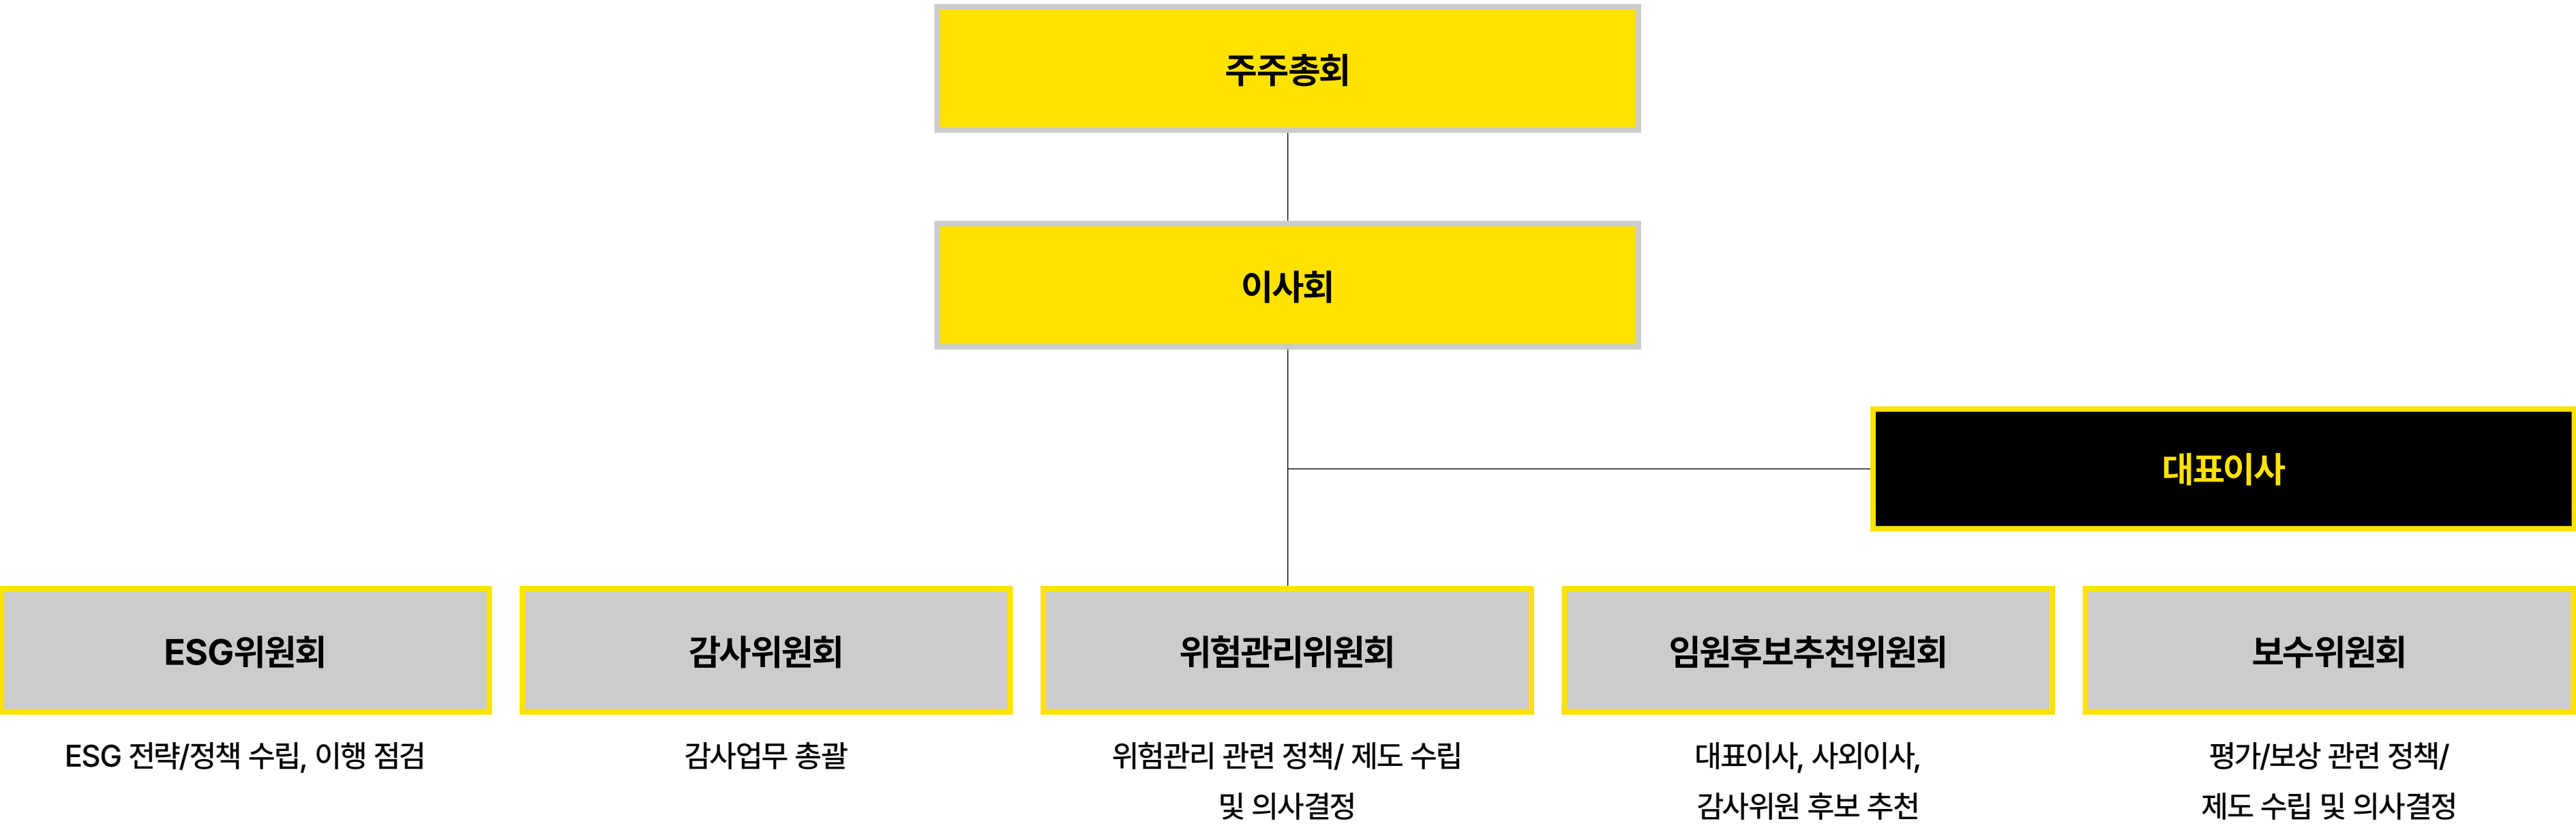 주주총회
이사회
대표이사
ESG위원회
감사위원회
위험관리위원회
임원후보추천위원회
보수위원회
ESG 전략/정책 수립, 이행 점검
감사업무 총괄
위험관리 관련 정책/ 제도 수립
및 의사결정
대표이사, 사외이사,
감사위원 후보 추천
평가/보상 관련 정책/
제도 수립 및 의사결정